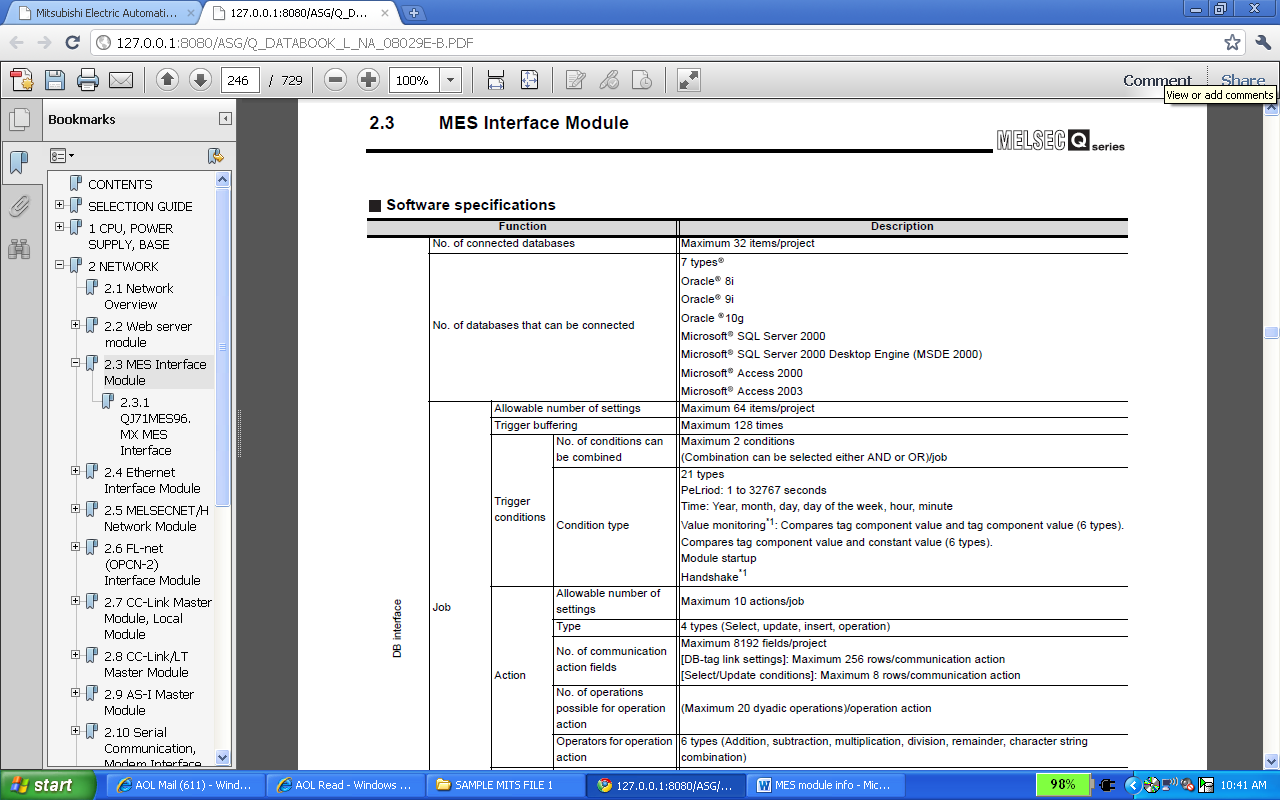 Mitsubishi Electric Automati...
127.0.0.1:8080/ASG/Q_D...
127.0.0.1:8080/ASG/Q_DATABOOK_L_NA_08029E-B.PDF
246 / 729
100%
Comment
Share
View or add comments
Bookmarks
CONTENTS
SELECTION GUIDE
1 CPU, POWER
SUPPLY, BASE
2 NETWORK
2.1 Network
Overview
2.2 Web server
module
2.3 MES Interface
Module
2.3.1
QJ71MES96.
MX MES
Interface
2.4 Ethernet
Interface Module
2.5 MELSECNET/H
Network Module
2.6 FL-net
(OPCN-2)
Interface Module
2.7 CC-Link Master
Module, Local
Module
2.8 CC-Link/LT
Master Module
2.9 AS-I Master
Module
2.10 Serial
Communication,
Modem Interface
2.3 MES Interface Module
MELSEC Q series
■ Software specifications
Function Description
DB interface
No. of connected databases Maximum 32 items/project
No. of databases that can be connected
7 types®
Oracle® 8i
Oracle® 9i
Oracle ®10g
Microsoft® SQL Server 2000
Microsoft® SQL Server 2000 Desktop Engine (MSDE 2000)
Microsoft® Access 2000
Microsoft® Access 2003
Job
Allowable number of settings Maximum 64 items/project
Trigger buffering Maximum 128 times
Trigger
conditions
No. of conditions can
be combined
Maximum 2 conditions
(Combination can be selected either AND or OR)/job
Condition type
21 types
PeLriod: 1 to 32767 seconds
Time: Year, month, day, day of the week, hour, minute
Value monitoring*1: Compares tag component value and tag component value (6 types).
Compares tag component value and constant value (6 types).
Module startup
Handshake*1
Action
Allowable number of
settings
Maximum 10 actions/job
Type 4 types (Select, update, insert, operation)
No. of communication
action fields
Maximum 8192 fields/project
[DB-tag link settings]: Maximum 256 rows/communication action
[Select/Update conditions]: Maximum 8 rows/communication action
No. of operations
possible for operation
action
(Maximum 20 dyadic operations)/operation action
Operators for operation
action
6 types (Addition, subtraction, multiplication, division, remainder, character string
combination)
start
AOL Mail (611) - Wind...
AOL Read - Windows ...
SAMPLE MITS FILE 1
127.0.0.1:8080/ASG/...
MES module info - Mic...
98%
10:41 AM